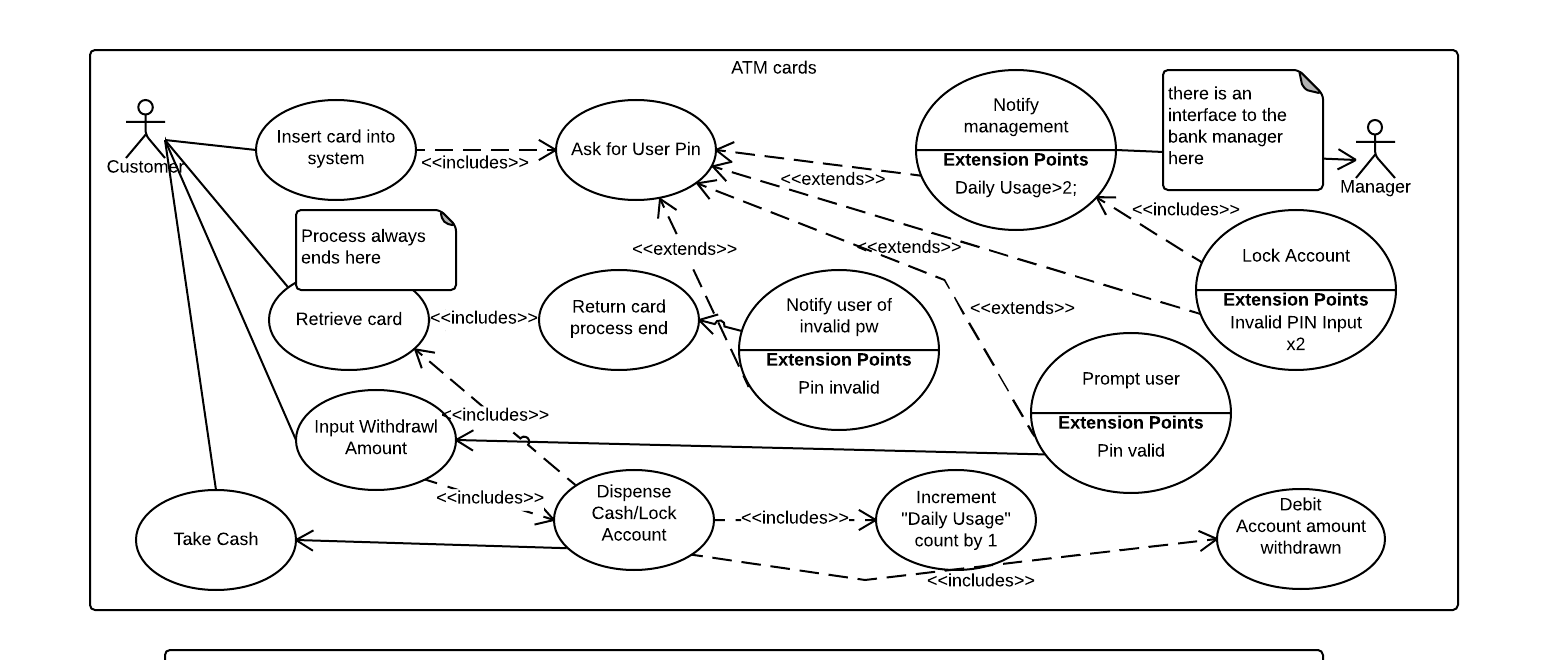 ATM cards
Customer
Insert card into
system
<<includes>>
Ask for User Pin
Notify
management
Extension Points
Daily Usage>2;
there is an
interface to the
bank manager
here
Manager
<<extends>>
<<includes>>
Process always
ends here
<<extends>>
<<extends>>
Lock Account
Extension Points
Invalid PIN Input
x2
Retrieve card
<<includes>>
Return card
process end
Notify user of
invalid pw
Extension Points
Pin invalid
<<extends>>
Prompt user
Extension Points
Pin valid
Input Withdrawl
Amount
<<includes>>
<<includes>>
Take Cash
Dispense
Cash/Lock
Account
<<includes>>
Increment
"Daily Usage"
count by 1
<<includes>>
Debit
Account amount
withdrawn